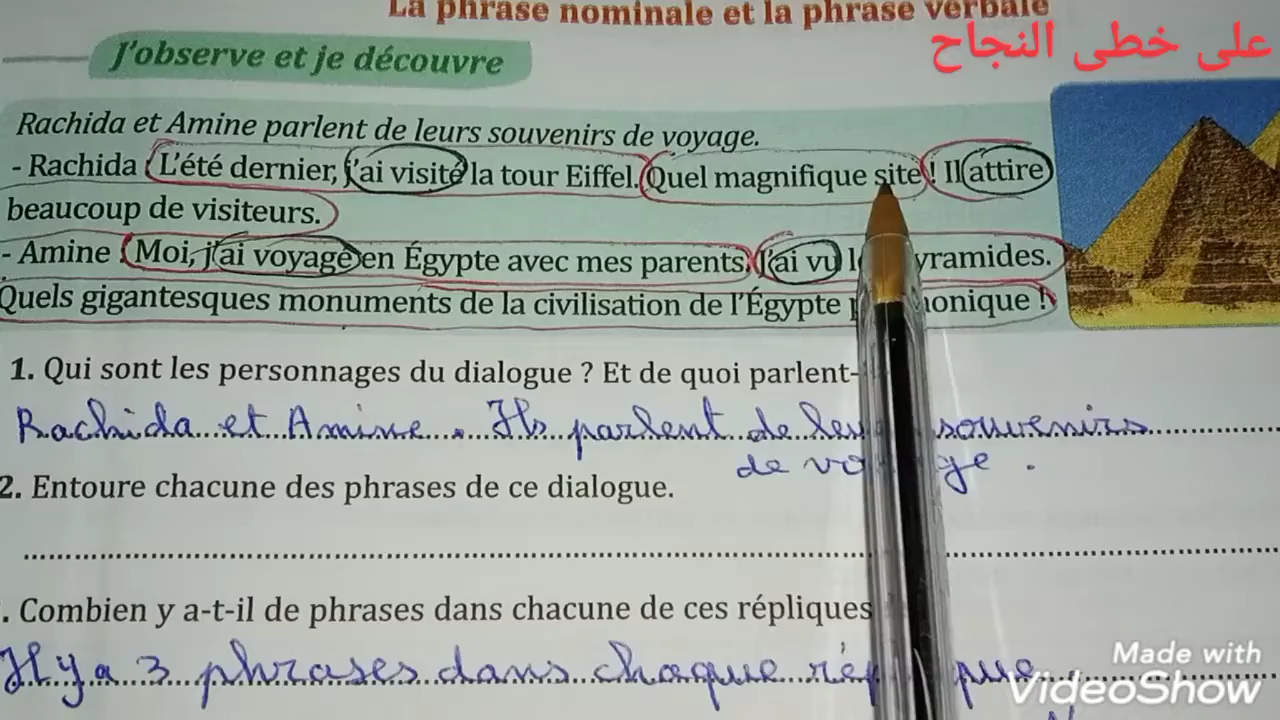 La phrase nominale et la phrase verbale
على خطى النجاح
J'observe et je découvre
Rachida et Amine parlent de leurs souvenirs de voyage.
- Rachida : L'été dernier, j'ai visité la tour Eiffel. Quel magnifique site ! Il attire
beaucoup de visiteurs.
- Amine : Moi, j'ai voyagé en Égypte avec mes parents. J'ai vu yramides.
Quels gigantesques monuments de la civilisation de l'Égypte onique !
1. Qui sont les personnages du dialogue ? Et de quoi parlent-
Rachida et Amine. Ils parlent de souvenirs
de
2. Entoure chacune des phrases de ce dialogue.
. Combien y a-t-il de phrases dans chacune de ces répliques
Il y a 3 phrases dans chaque
Made with
VideoShow